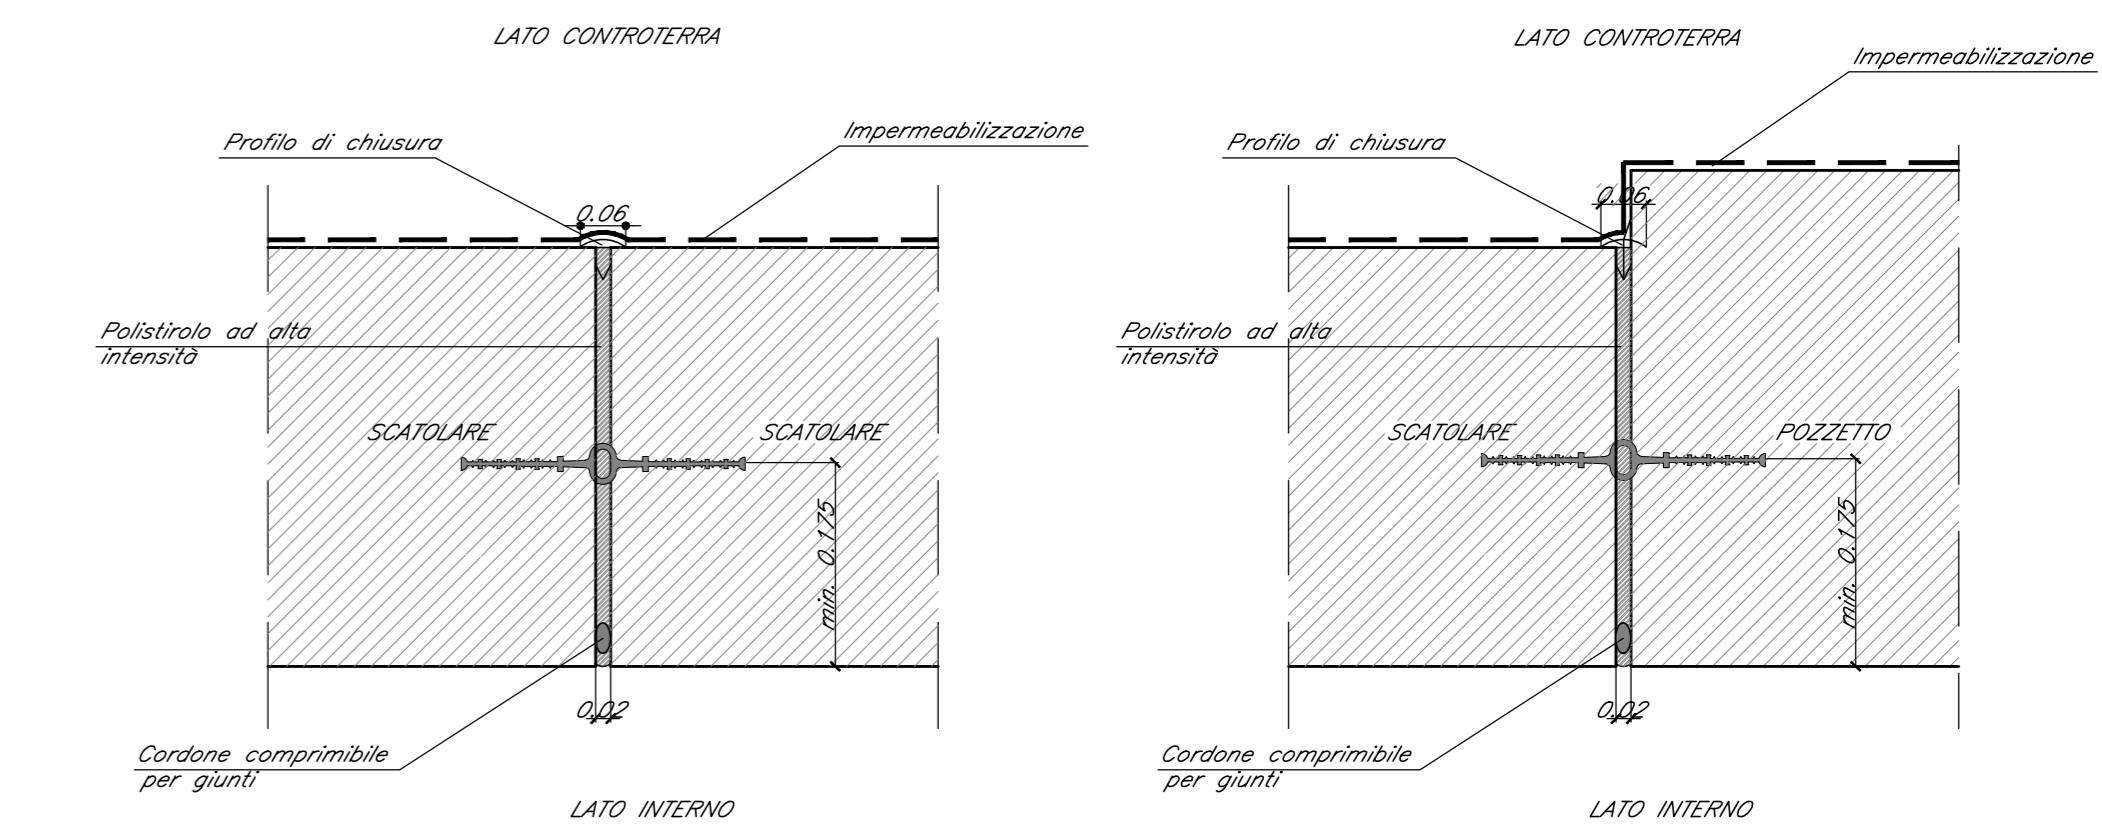 LATO CONTROTERRA
Profilo di chiusura
Impermeabilizzazione
0.06
Polistirolo ad alta
intensità
SCATOLARE
SCATOLARE
min. 0.175
0.02
Cordone comprimibile
per giunti
LATO INTERNO
LATO CONTROTERRA
Impermeabilizzazione
Profilo di chiusura
0.06
Polistirolo ad alta
intensità
SCATOLARE
POZZETTO
min. 0.175
0.02
Cordone comprimibile
per giunti
LATO INTERNO